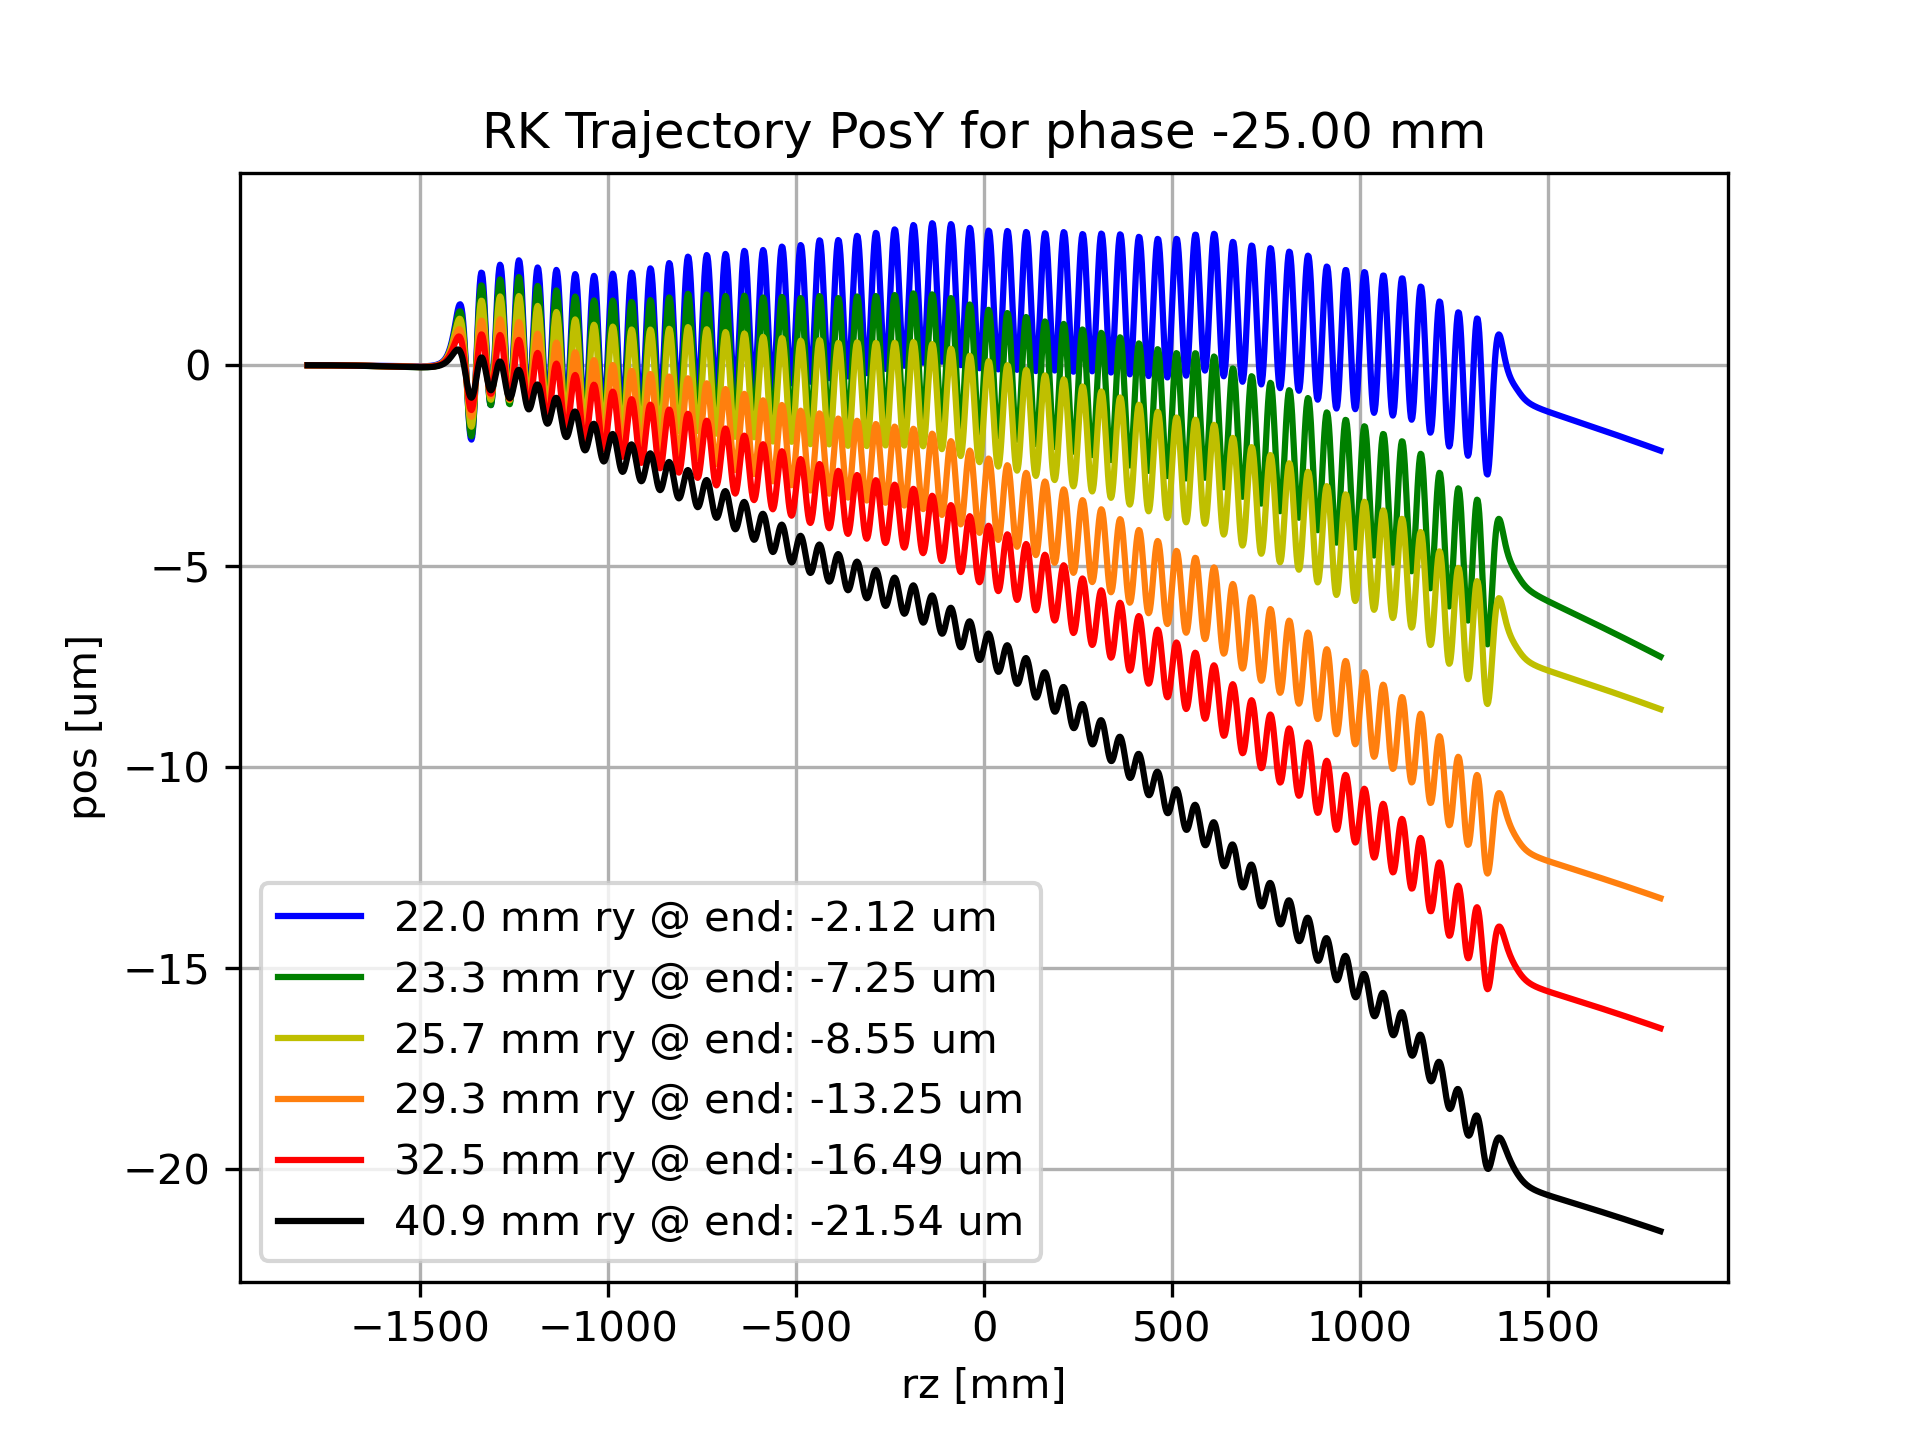 RK Trajectory PosY for phase -25.00 mm
0
−5
−10
−15
−20
pos [um]
22.0 mm ry @ end: -2.12 um
23.3 mm ry @ end: -7.25 um
25.7 mm ry @ end: -8.55 um
29.3 mm ry @ end: -13.25 um
32.5 mm ry @ end: -16.49 um
40.9 mm ry @ end: -21.54 um
−1500 −1000 −500 0 500 1000 1500
rz [mm]